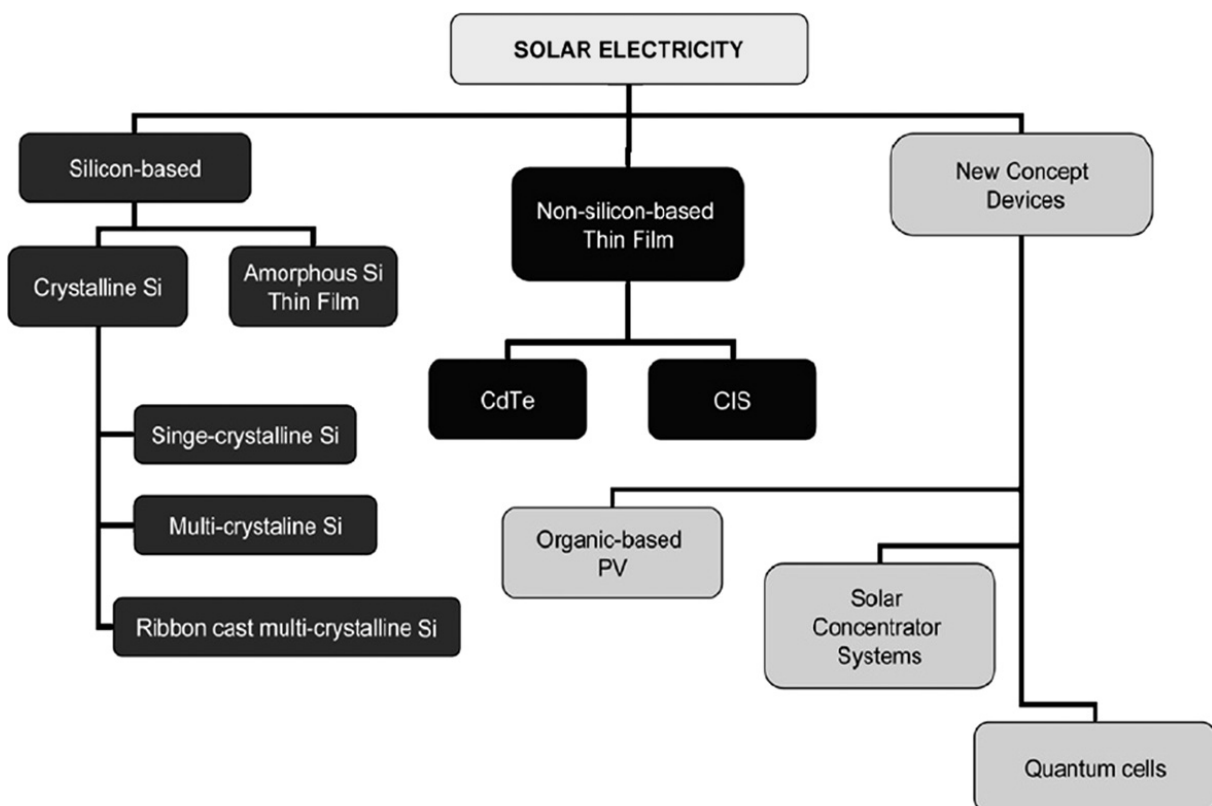 SOLAR ELECTRICITY
Silicon-based
Non-silicon-based
Thin Film
New Concept
Devices
Crystalline Si
Amorphous Si
Thin Film
CdTe
CIS
Singe-crystalline Si
Multi-crystaline Si
Ribbon cast multi-crystalline Si
Organic-based
PV
Solar
Concentrator
Systems
Quantum cells